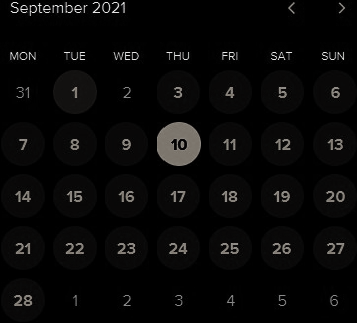 September 2021
MON TUE WED THU FRI SAT SUN
31 1 2 3 4 5 6
7 8 9 10 11 12 13
14 15 16 17 18 19 20
21 22 23 24 25 26 27
28 1 2 3 4 5 6